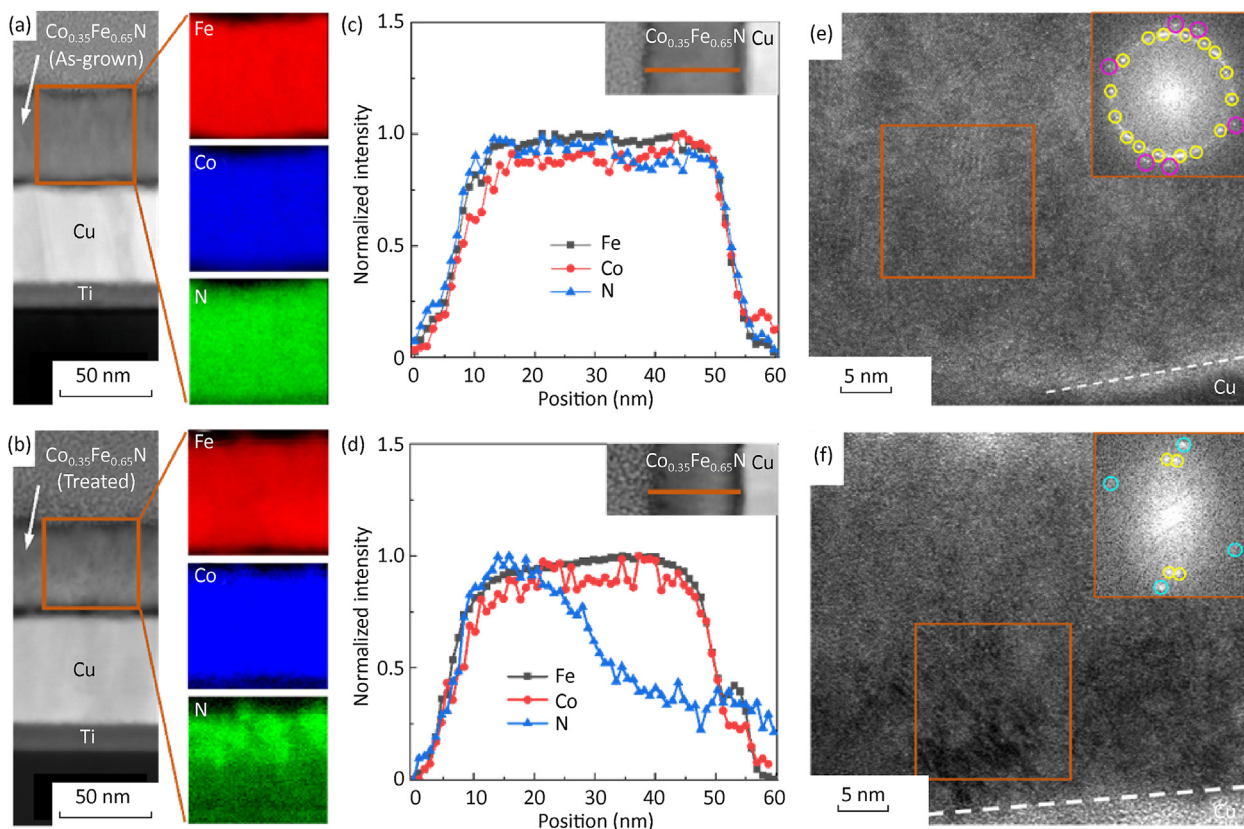 (a)
Co0.35Fe0.65N
(As-grown)
Cu
Ti
50 nm
Fe
Co
N
(b)
Co0.35Fe0.65N
(Treated)
Cu
Ti
50 nm
Fe
Co
N
(c)
Co0.35Fe0.65N
Cu
Normalized intensity
1.5
1.0
0.5
0
Fe
Co
N
0 10 20 30 40 50 60
Position (nm)
(d)
Co0.35Fe0.65N
Cu
Normalized intensity
1.5
1.0
0.5
0
Fe
Co
N
0 10 20 30 40 50 60
Position (nm)
(e)
5 nm
Cu
(f)
5 nm
Cu